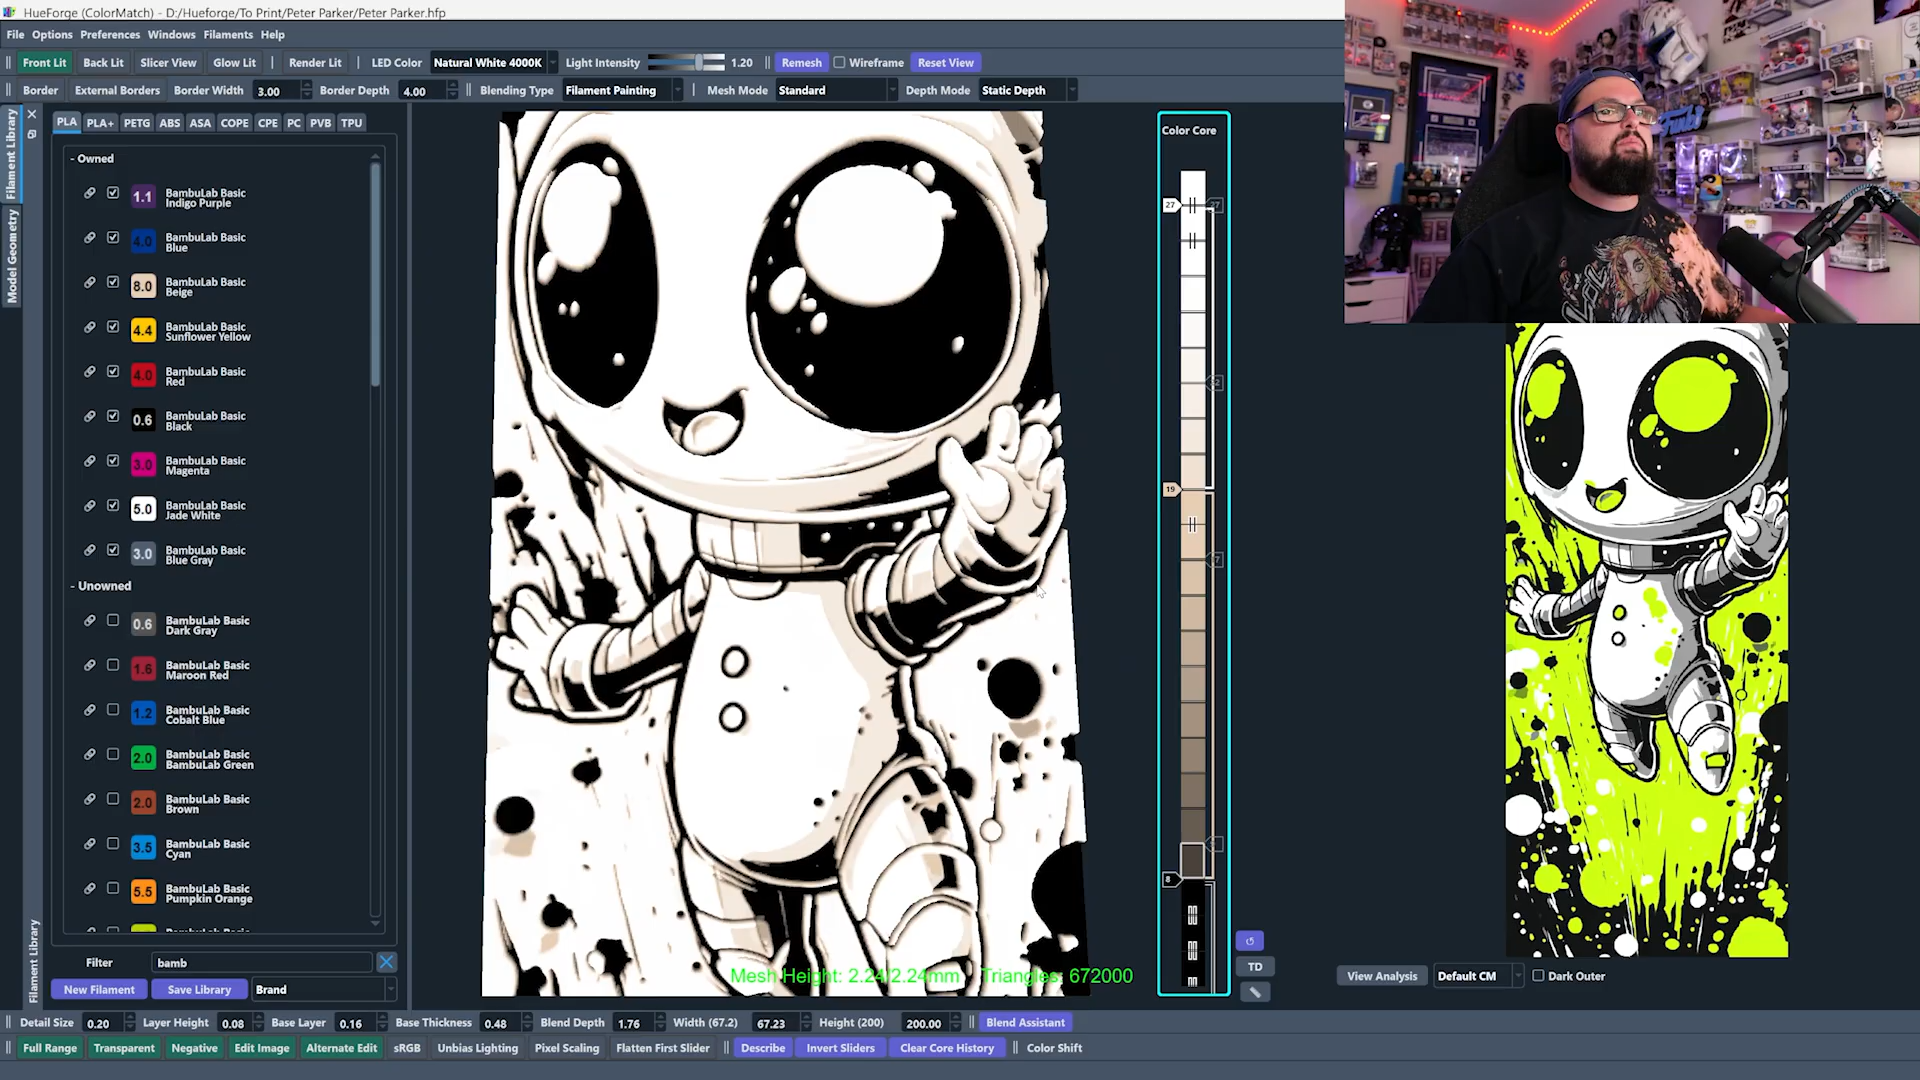 HueForge (ColorMatch) - D:/Hueforge/To Print/Peter Parker/Peter Parker.hfp
File Options Preferences Windows Filaments Help
Front Lit Back Lit Slicer View Glow Lit Render Lit LED Color Natural White 4000K Light Intensity 1.20 Remesh Wireframe Reset View
Border External Borders Border Width 3.00 Border Depth 4.00 Blending Type Filament Painting Mesh Mode Standard Depth Mode Static Depth
Filament Library
Model Geometry
PLA PLA+ PETG ABS ASA COPE CPE PC PVB TPU
- Owned
1.1 BambuLab Basic
Indigo Purple
4.0 BambuLab Basic
Blue
8.0 BambuLab Basic
Beige
4.4 BambuLab Basic
Sunflower Yellow
4.0 BambuLab Basic
Red
0.6 BambuLab Basic
Black
3.0 BambuLab Basic
Magenta
5.0 BambuLab Basic
Jade White
3.0 BambuLab Basic
Blue Gray
- Unowned
0.6 BambuLab Basic
Dark Gray
1.6 BambuLab Basic
Maroon Red
1.2 BambuLab Basic
Cobalt Blue
2.0 BambuLab Basic
BambuLab Green
2.0 BambuLab Basic
Brown
3.5 BambuLab Basic
Cyan
5.5 BambuLab Basic
Pumpkin Orange
Filament Library
Filter bamb
New Filament Save Library Brand
Color Core
27
19
8
TD
Mesh Height: 2.24/2.24mm Triangles: 672000
Funko
View Analysis Default CM Dark Outer
Detail Size 0.20 Layer Height 0.08 Base Layer 0.16 Base Thickness 0.48 Blend Depth 1.76 Width (67.2) 67.23 Height (200) 200.00 Blend Assistant
Full Range Transparent Negative Edit Image Alternate Edit sRGB Unbias Lighting Pixel Scaling Flatten First Slider Describe Invert Sliders Clear Core History Color Shift